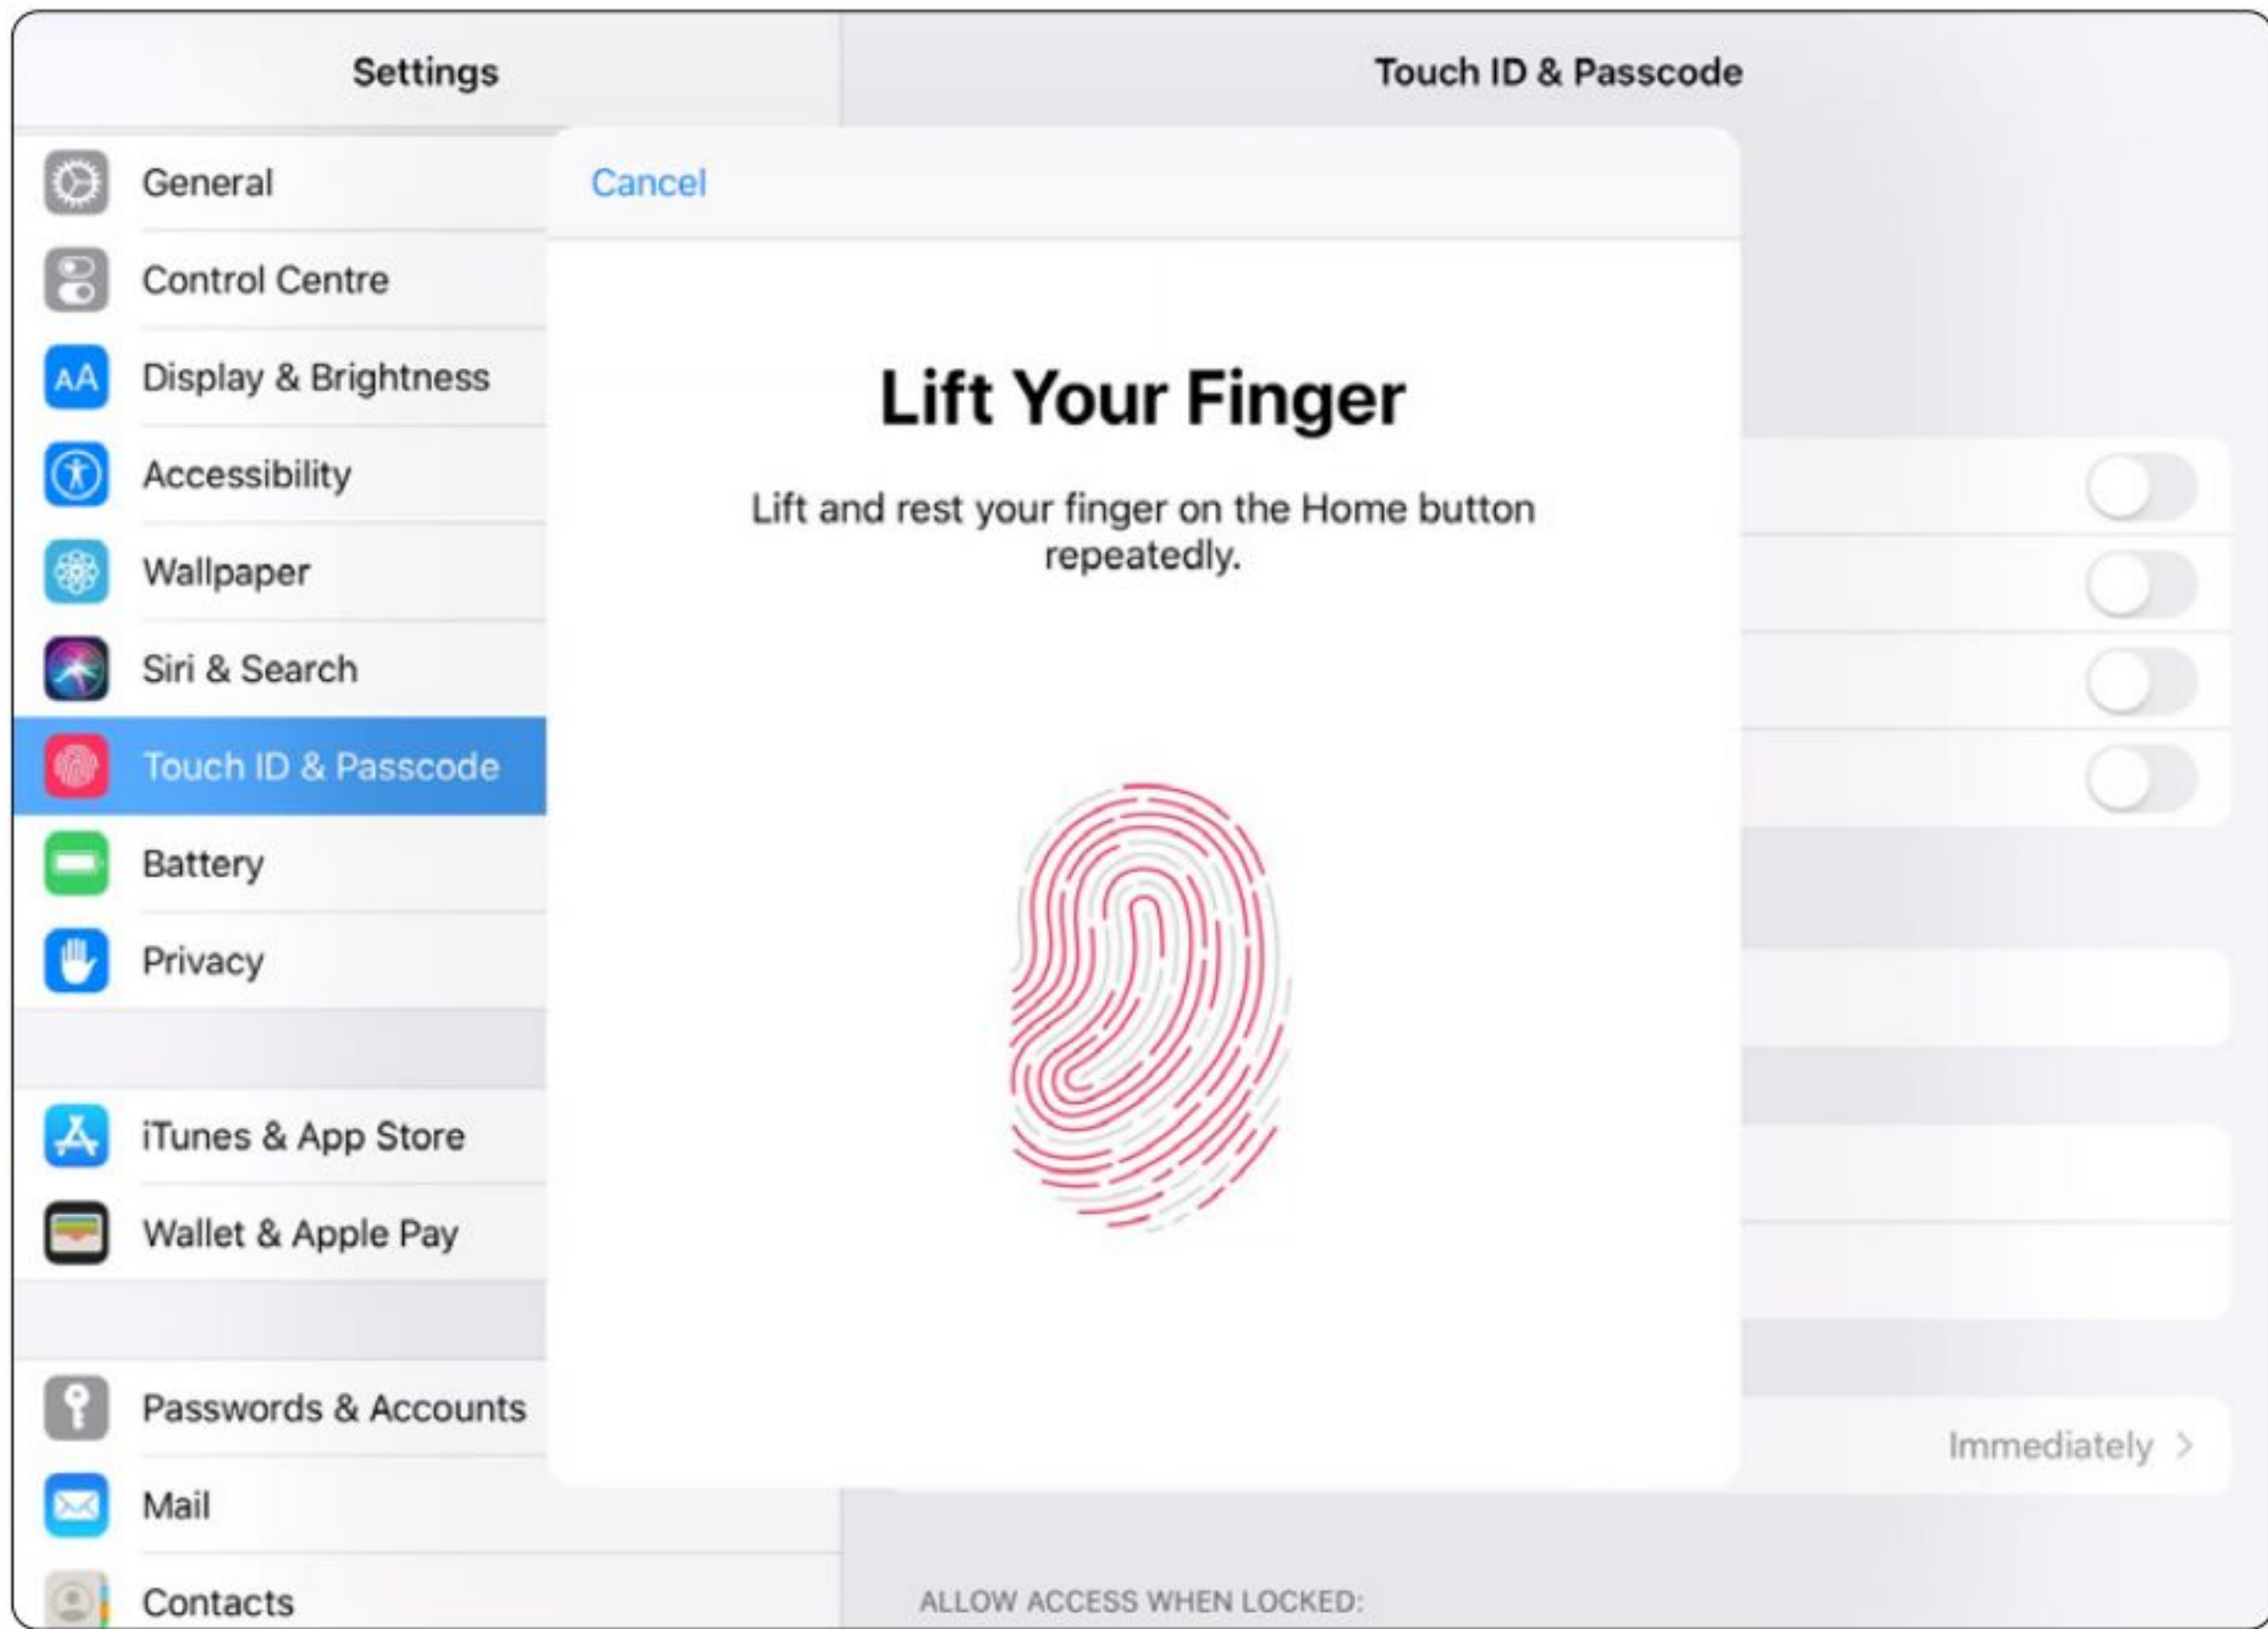 Settings
Touch ID & Passcode
General
Control Centre
AA Display & Brightness
Accessibility
Wallpaper
Siri & Search
Touch ID & Passcode
Battery
Privacy
iTunes & App Store
Wallet & Apple Pay
Passwords & Accounts
Mail
Contacts
Cancel
Lift Your Finger
Lift and rest your finger on the Home button
repeatedly.
Immediately >
ALLOW ACCESS WHEN LOCKED: